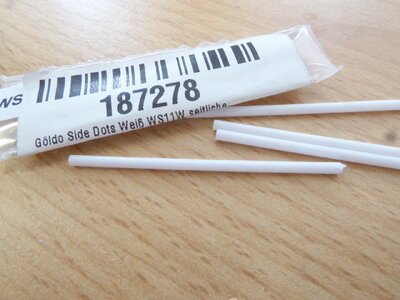 WS
187278
Göldo Side Dots Weiß WS11W seitliche